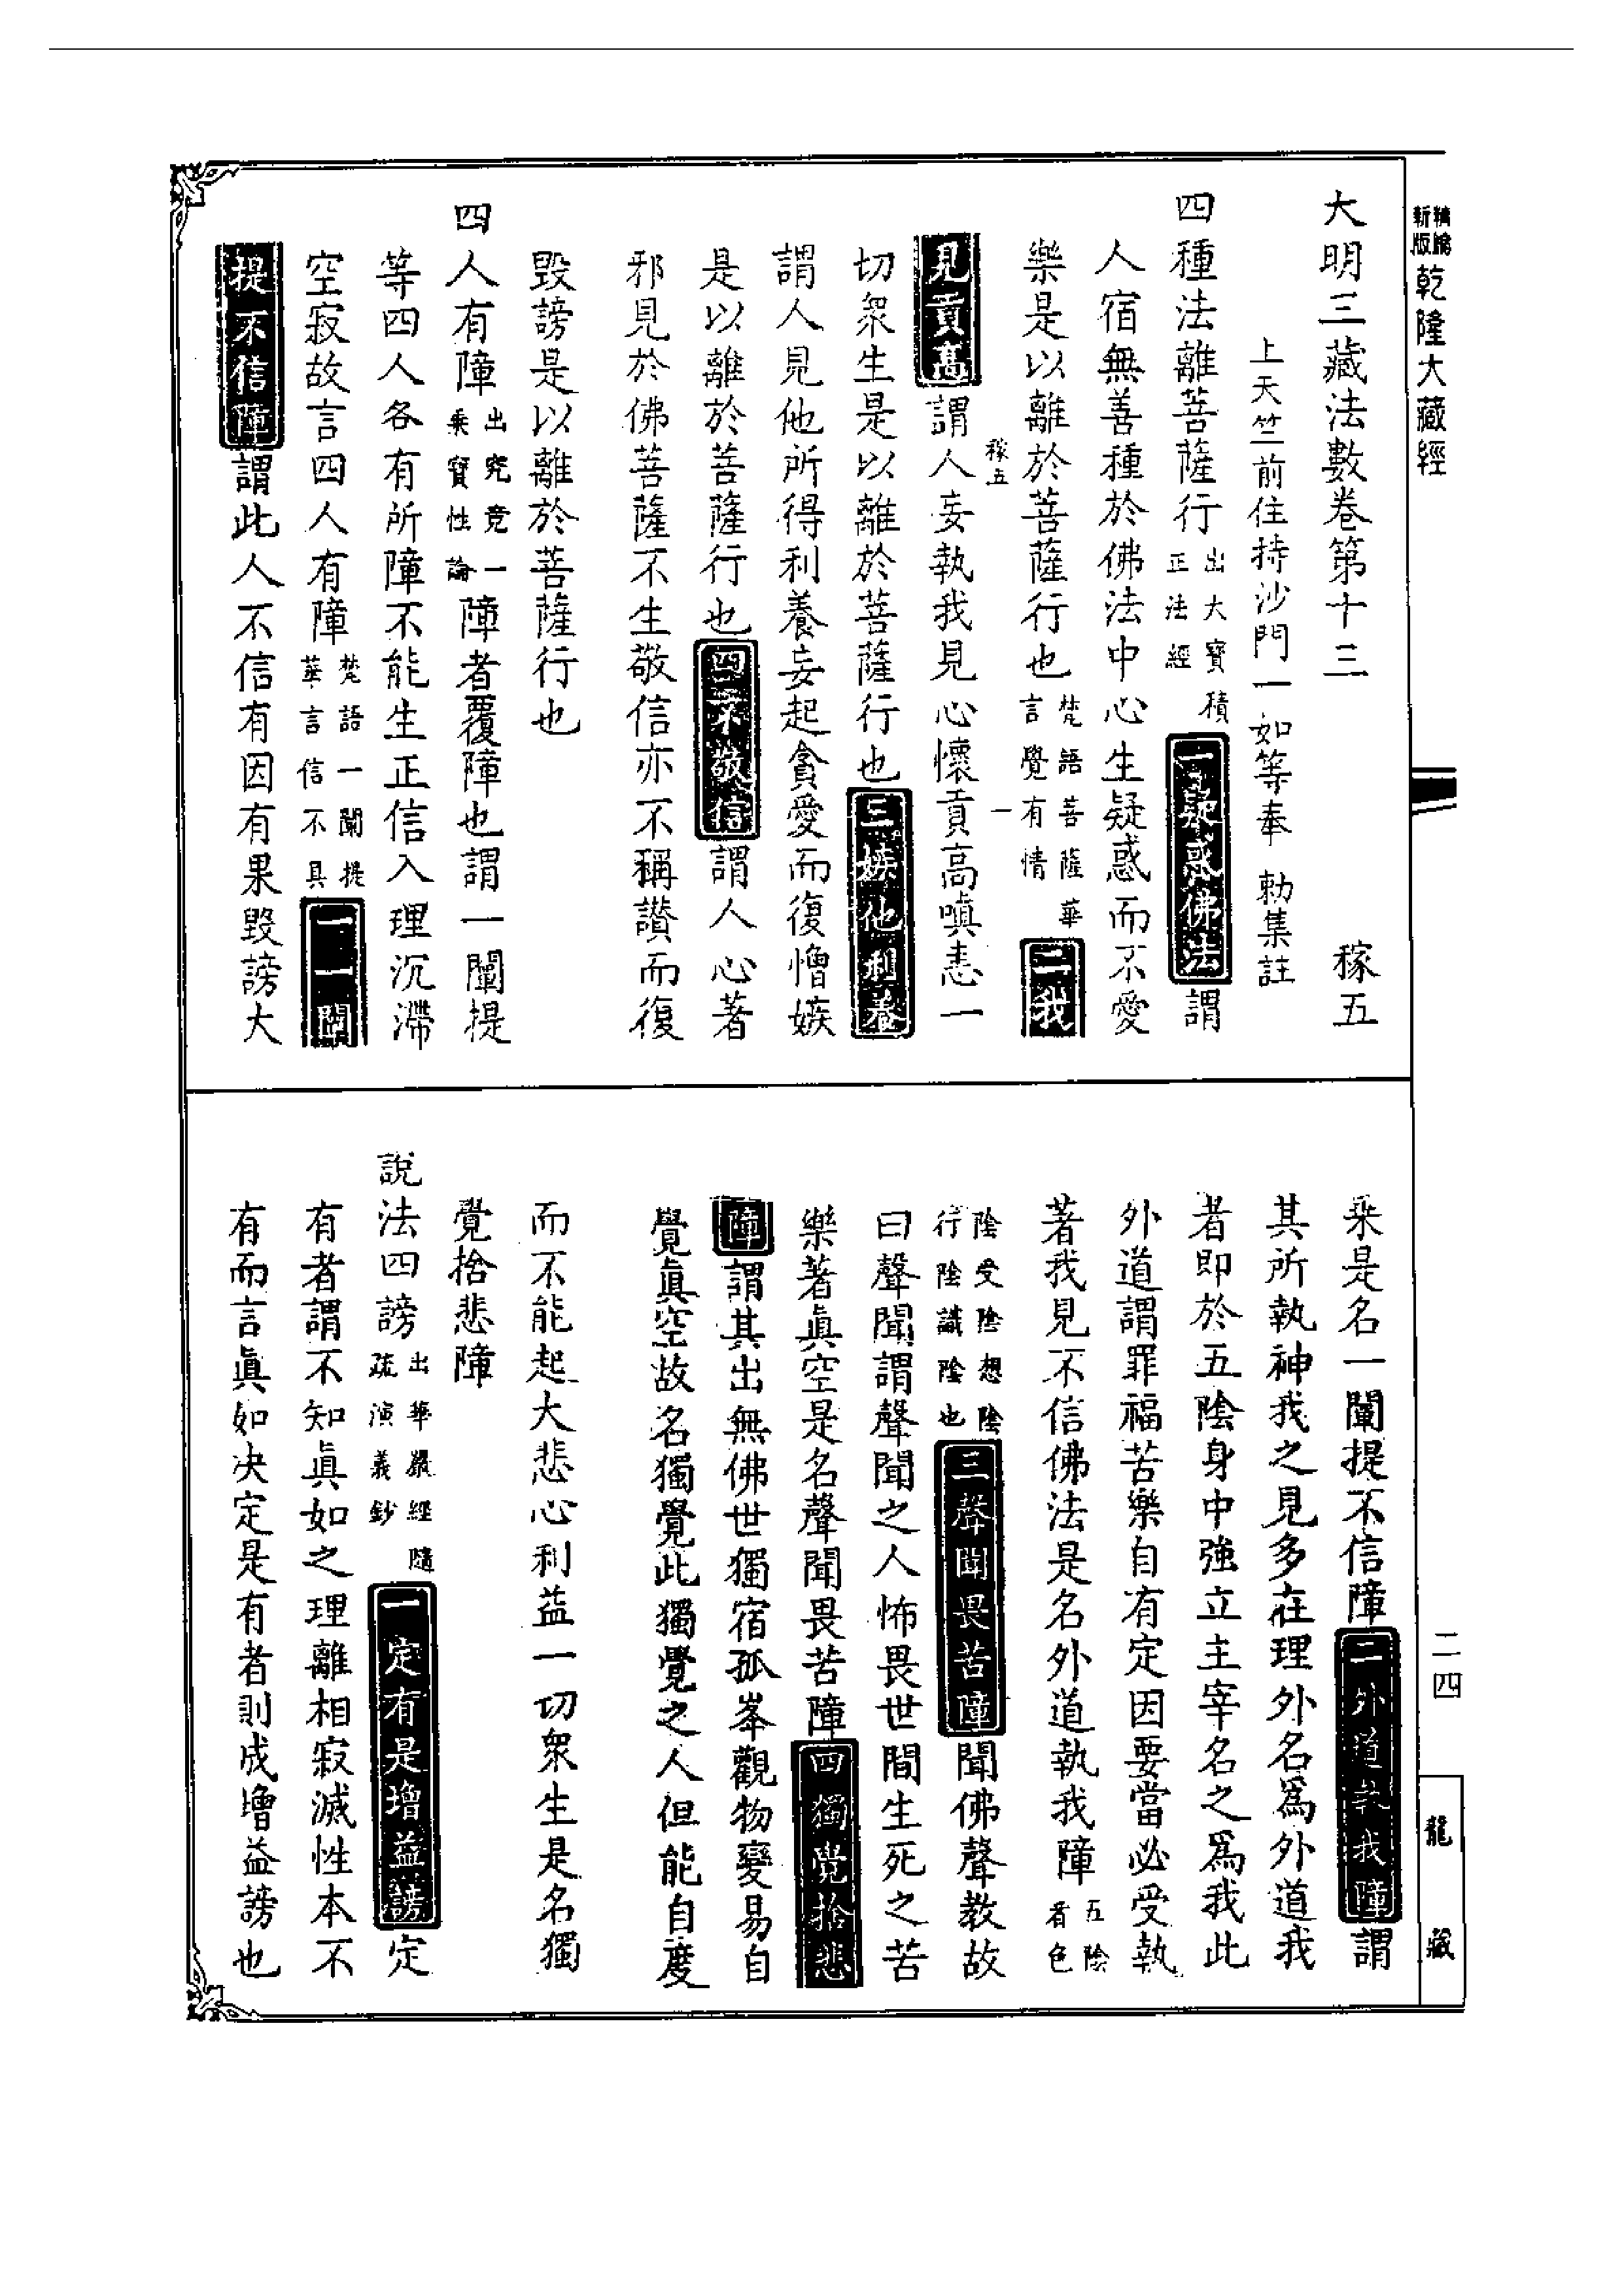 新版 精縮
乾隆大藏經
大明三藏法數卷第十三 稼五
上天竺前住持沙門一如等奉 勅集註
四種法離菩薩行 出大寶積正法經 一疑惑佛法 謂
人宿無善種於佛法中心生疑惑而不愛
樂是以離於菩薩行也 梵語菩薩華言覺有情 二我
稼五 一
見貢高 謂人妄執我見心懷貢高嗔恚一
切衆生是以離於菩薩行也 三嫉他利養
謂人見他所得利養妄起貪愛而復憎嫉
是以離於菩薩行也 四不敬信 謂人心著
邪見於佛菩薩不生敬信亦不稱讃而復
毀謗是以離於菩薩行也
四人有障 出究竟一乘寶性論 障者覆障也謂一闡提
等四人各有所障不能生正信入理沉滯
空寂故言四人有障 梵語一闡提華言信不具 一一闡
提不信障 謂此人不信有因有果毀謗大
乘是名一闡提不信障 二外道著我障 謂
其所執神我之見多在理外名爲外道我
者即於五陰身中強立主宰名之爲我此
外道謂罪福苦樂自有定因要當必受執
著我見不信佛法是名外道執我障 五陰者色
陰受陰想陰行陰識陰也 三聲聞畏苦障 聞佛聲教故
曰聲聞謂聲聞之人怖畏世間生死之苦
樂著眞空是名聲聞畏苦障 四獨覺捨悲
障 謂其出無佛世獨宿孤峯觀物變易自
覺眞空故名獨覺此獨覺之人但能自度
而不能起大悲心利益一切衆生是名獨
覺捨悲障
說法四謗 出華嚴經隨疏演義鈔 一定有是增益謗 定
有者謂不知眞如之理離相寂滅性本不
有而言眞如決定是有者則成增益謗也
二四
龍藏